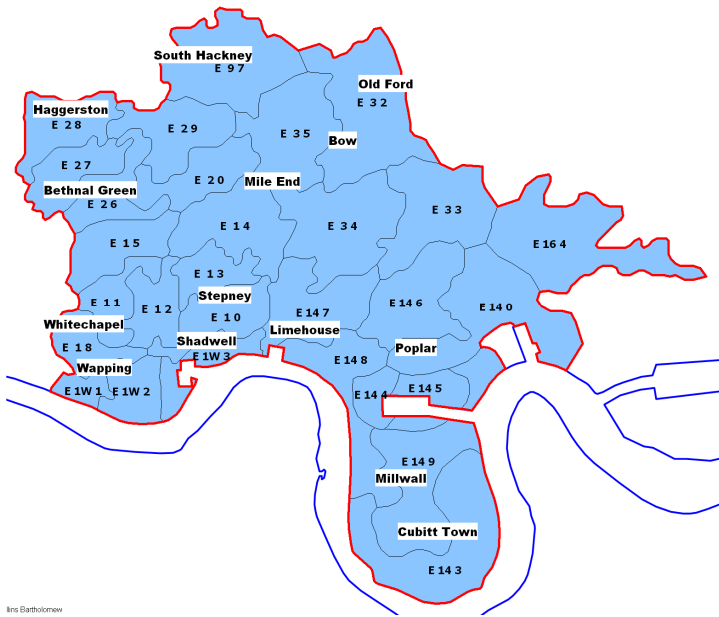 South Hackney
E 97
Old Ford
E 32
Haggerston
E 28
E 29
E 35
Bow
E 27
E 20
Mile End
Bethnal Green
E 26
E 33
E 14
E 34
E 15
E 16 4
E 13
Stepney
E 11
E 12
E 10
E 14 7
E 14 6
E 14 0
Whitechapel
Limehouse
Shadwell
E 18
E 1W 3
Poplar
Wapping
E 14 8
E 1W 1
E 1W 2
E 14 4
E 14 5
E 14 9
Millwall
Cubitt Town
E 14 3
llins Bartholomew